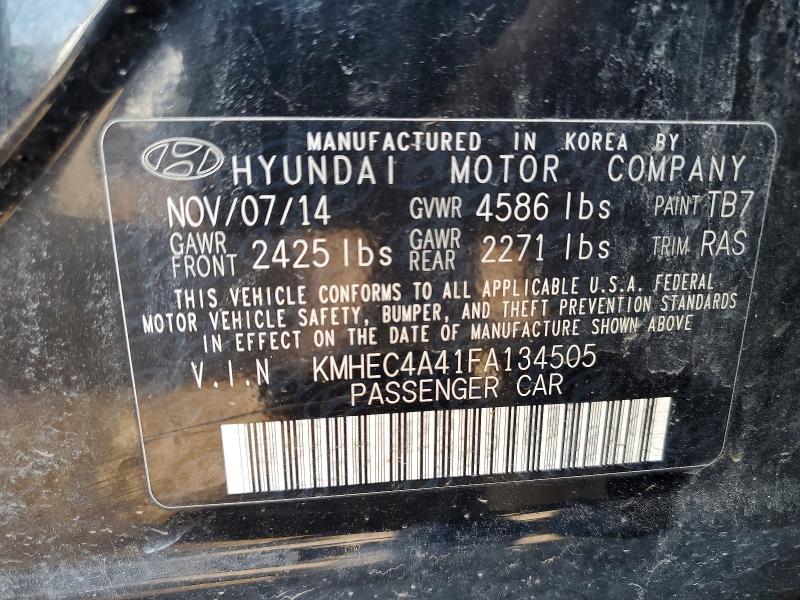 MANUFACTURED IN KOREA BY
HYUNDAI MOTOR COMPANY
NOV/07/14 GVWR 4586 lbs PAINT TB7
GAWR FRONT 2425 lbs GAWR REAR 2271 lbs TRIM RAS
THIS VEHICLE CONFORMS TO ALL APPLICABLE U.S.A. FEDERAL
MOTOR VEHICLE SAFETY, BUMPER, AND THEFT PREVENTION STANDARDS
IN EFFECT ON THE DATE OF MANUFACTURE SHOWN ABOVE
V.I.N KMHEC4A41FA134505
PASSENGER CAR